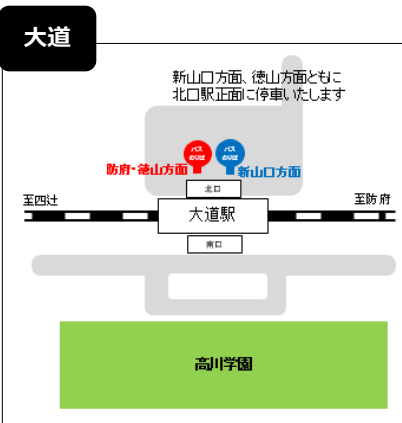 大道
新山口方面、徳山方面ともに
北口駅正面に停車いたします
バス
のりば
バス
のりば
防府・徳山方面
新山口方面
北口
至四辻
大道駅
至防府
南口
高川学園